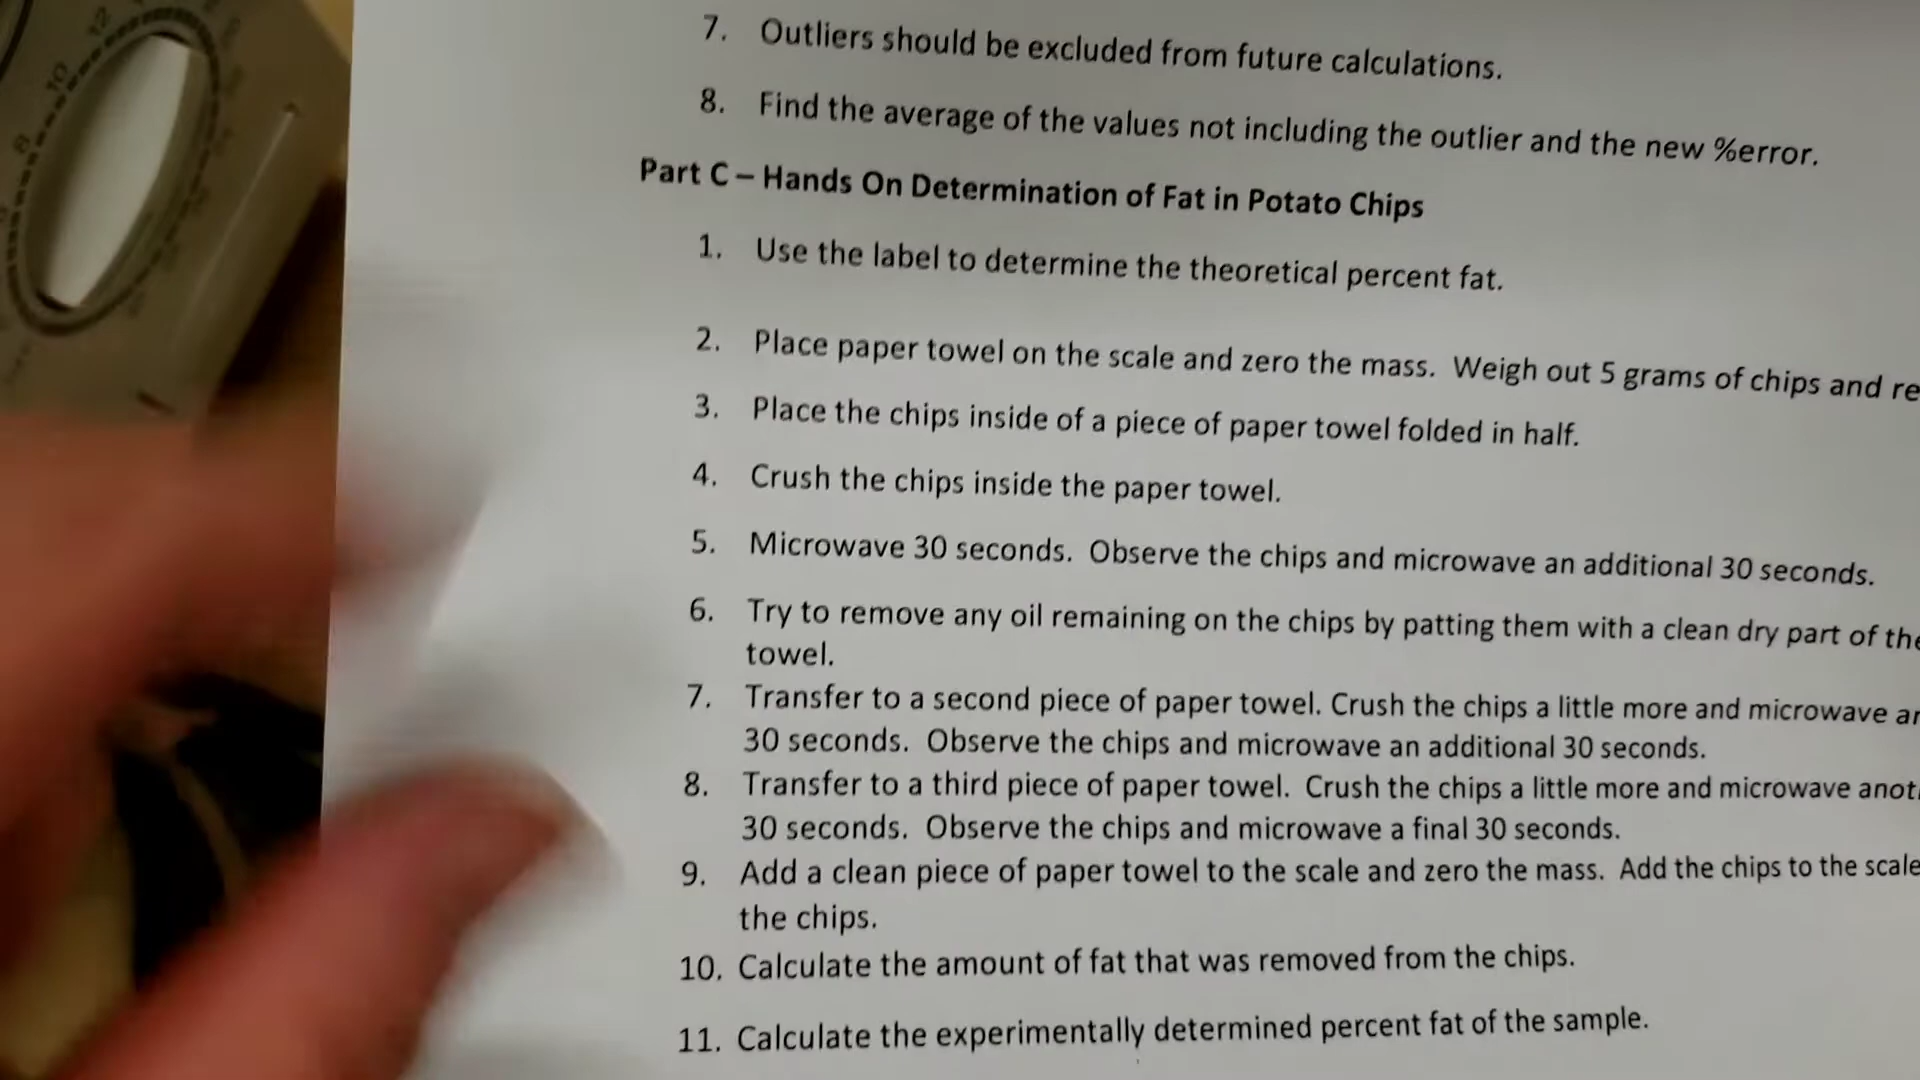 7. Outliers should be excluded from future calculations.
8. Find the average of the values not including the outlier and the new %error.
Part C – Hands On Determination of Fat in Potato Chips
1. Use the label to determine the theoretical percent fat.
2. Place paper towel on the scale and zero the mass. Weigh out 5 grams of chips and re
3. Place the chips inside of a piece of paper towel folded in half.
4. Crush the chips inside the paper towel.
5. Microwave 30 seconds. Observe the chips and microwave an additional 30 seconds.
6. Try to remove any oil remaining on the chips by patting them with a clean dry part of the
towel.
7. Transfer to a second piece of paper towel. Crush the chips a little more and microwave an
30 seconds. Observe the chips and microwave an additional 30 seconds.
8. Transfer to a third piece of paper towel. Crush the chips a little more and microwave anot
30 seconds. Observe the chips and microwave a final 30 seconds.
9. Add a clean piece of paper towel to the scale and zero the mass. Add the chips to the scale
the chips.
10. Calculate the amount of fat that was removed from the chips.
11. Calculate the experimentally determined percent fat of the sample.
12
10
8